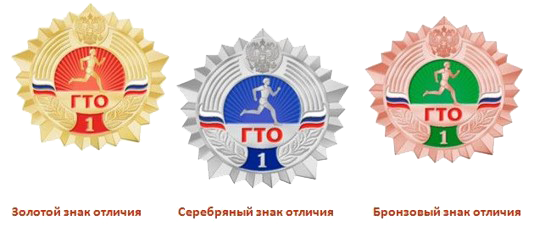 ГТО
1
ГТО
1
ГТО
1
Золотой знак отличия
Серебряный знак отличия
Бронзовый знак отличия